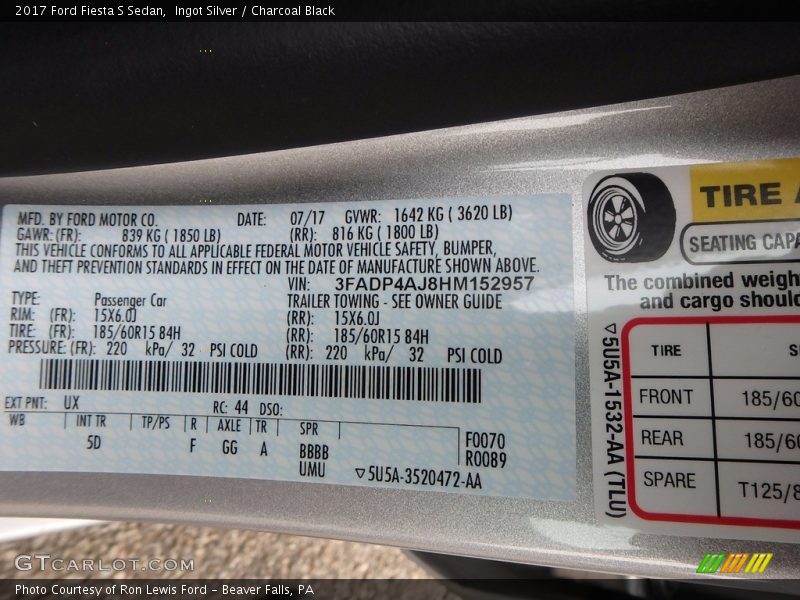 2017 Ford Fiesta S Sedan,  Ingot Silver / Charcoal Black
MFD. BY FORD MOTOR CO. DATE: 07/17 GVWR: 1642 KG ( 3620 LB)
GAWR:(FR): 839 KG ( 1850 LB) (RR): 816 KG ( 1800 LB)
THIS VEHICLE CONFORMS TO ALL APPLICABLE FEDERAL MOTOR VEHICLE SAFETY, BUMPER,
AND THEFT PREVENTION STANDARDS IN EFFECT ON THE DATE OF MANUFACTURE SHOWN ABOVE.
VIN: 3FADP4AJ8HM152957
TYPE: Passenger Car TRAILER TOWING - SEE OWNER GUIDE
RIM: (FR): 15X6.0J (RR): 15X6.0J
TIRE: (FR): 185/60R15 84H (RR): 185/60R15 84H
PRESSURE:(FR): 220 kPa/ 32 PSI COLD (RR): 220 kPa/ 32 PSI COLD
EXT PNT: UX RC: 44 DSO:
WB INT TR TP/PS R AXLE TR SPR
5D F GG A BBBB F0070
UMU R0089
▽5U5A-3520472-AA
TIRE A
SEATING CAPA
The combined weigh
and cargo should
▽5U5A-1532-AA (TLU)
TIRE S
FRONT 185/60
REAR 185/60
SPARE T125/8
GTCarLot.com
Photo Courtesy of Ron Lewis Ford - Beaver Falls, PA